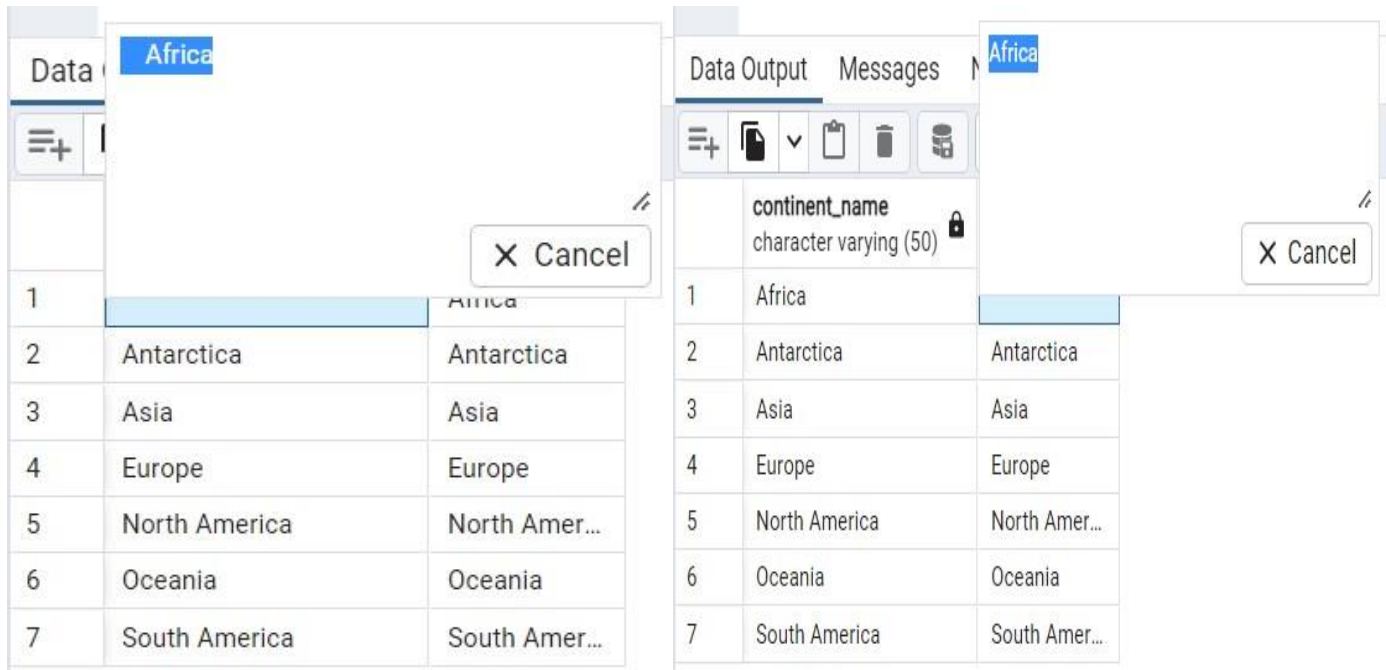 Africa
Data
Cancel
1 Africa
2 Antarctica Antarctica
3 Asia Asia
4 Europe Europe
5 North America North Amer...
6 Oceania Oceania
7 South America South Amer...
Africa
Data Output Messages
continent_name
character varying (50)
Cancel
1 Africa
2 Antarctica Antarctica
3 Asia Asia
4 Europe Europe
5 North America North Amer...
6 Oceania Oceania
7 South America South Amer...